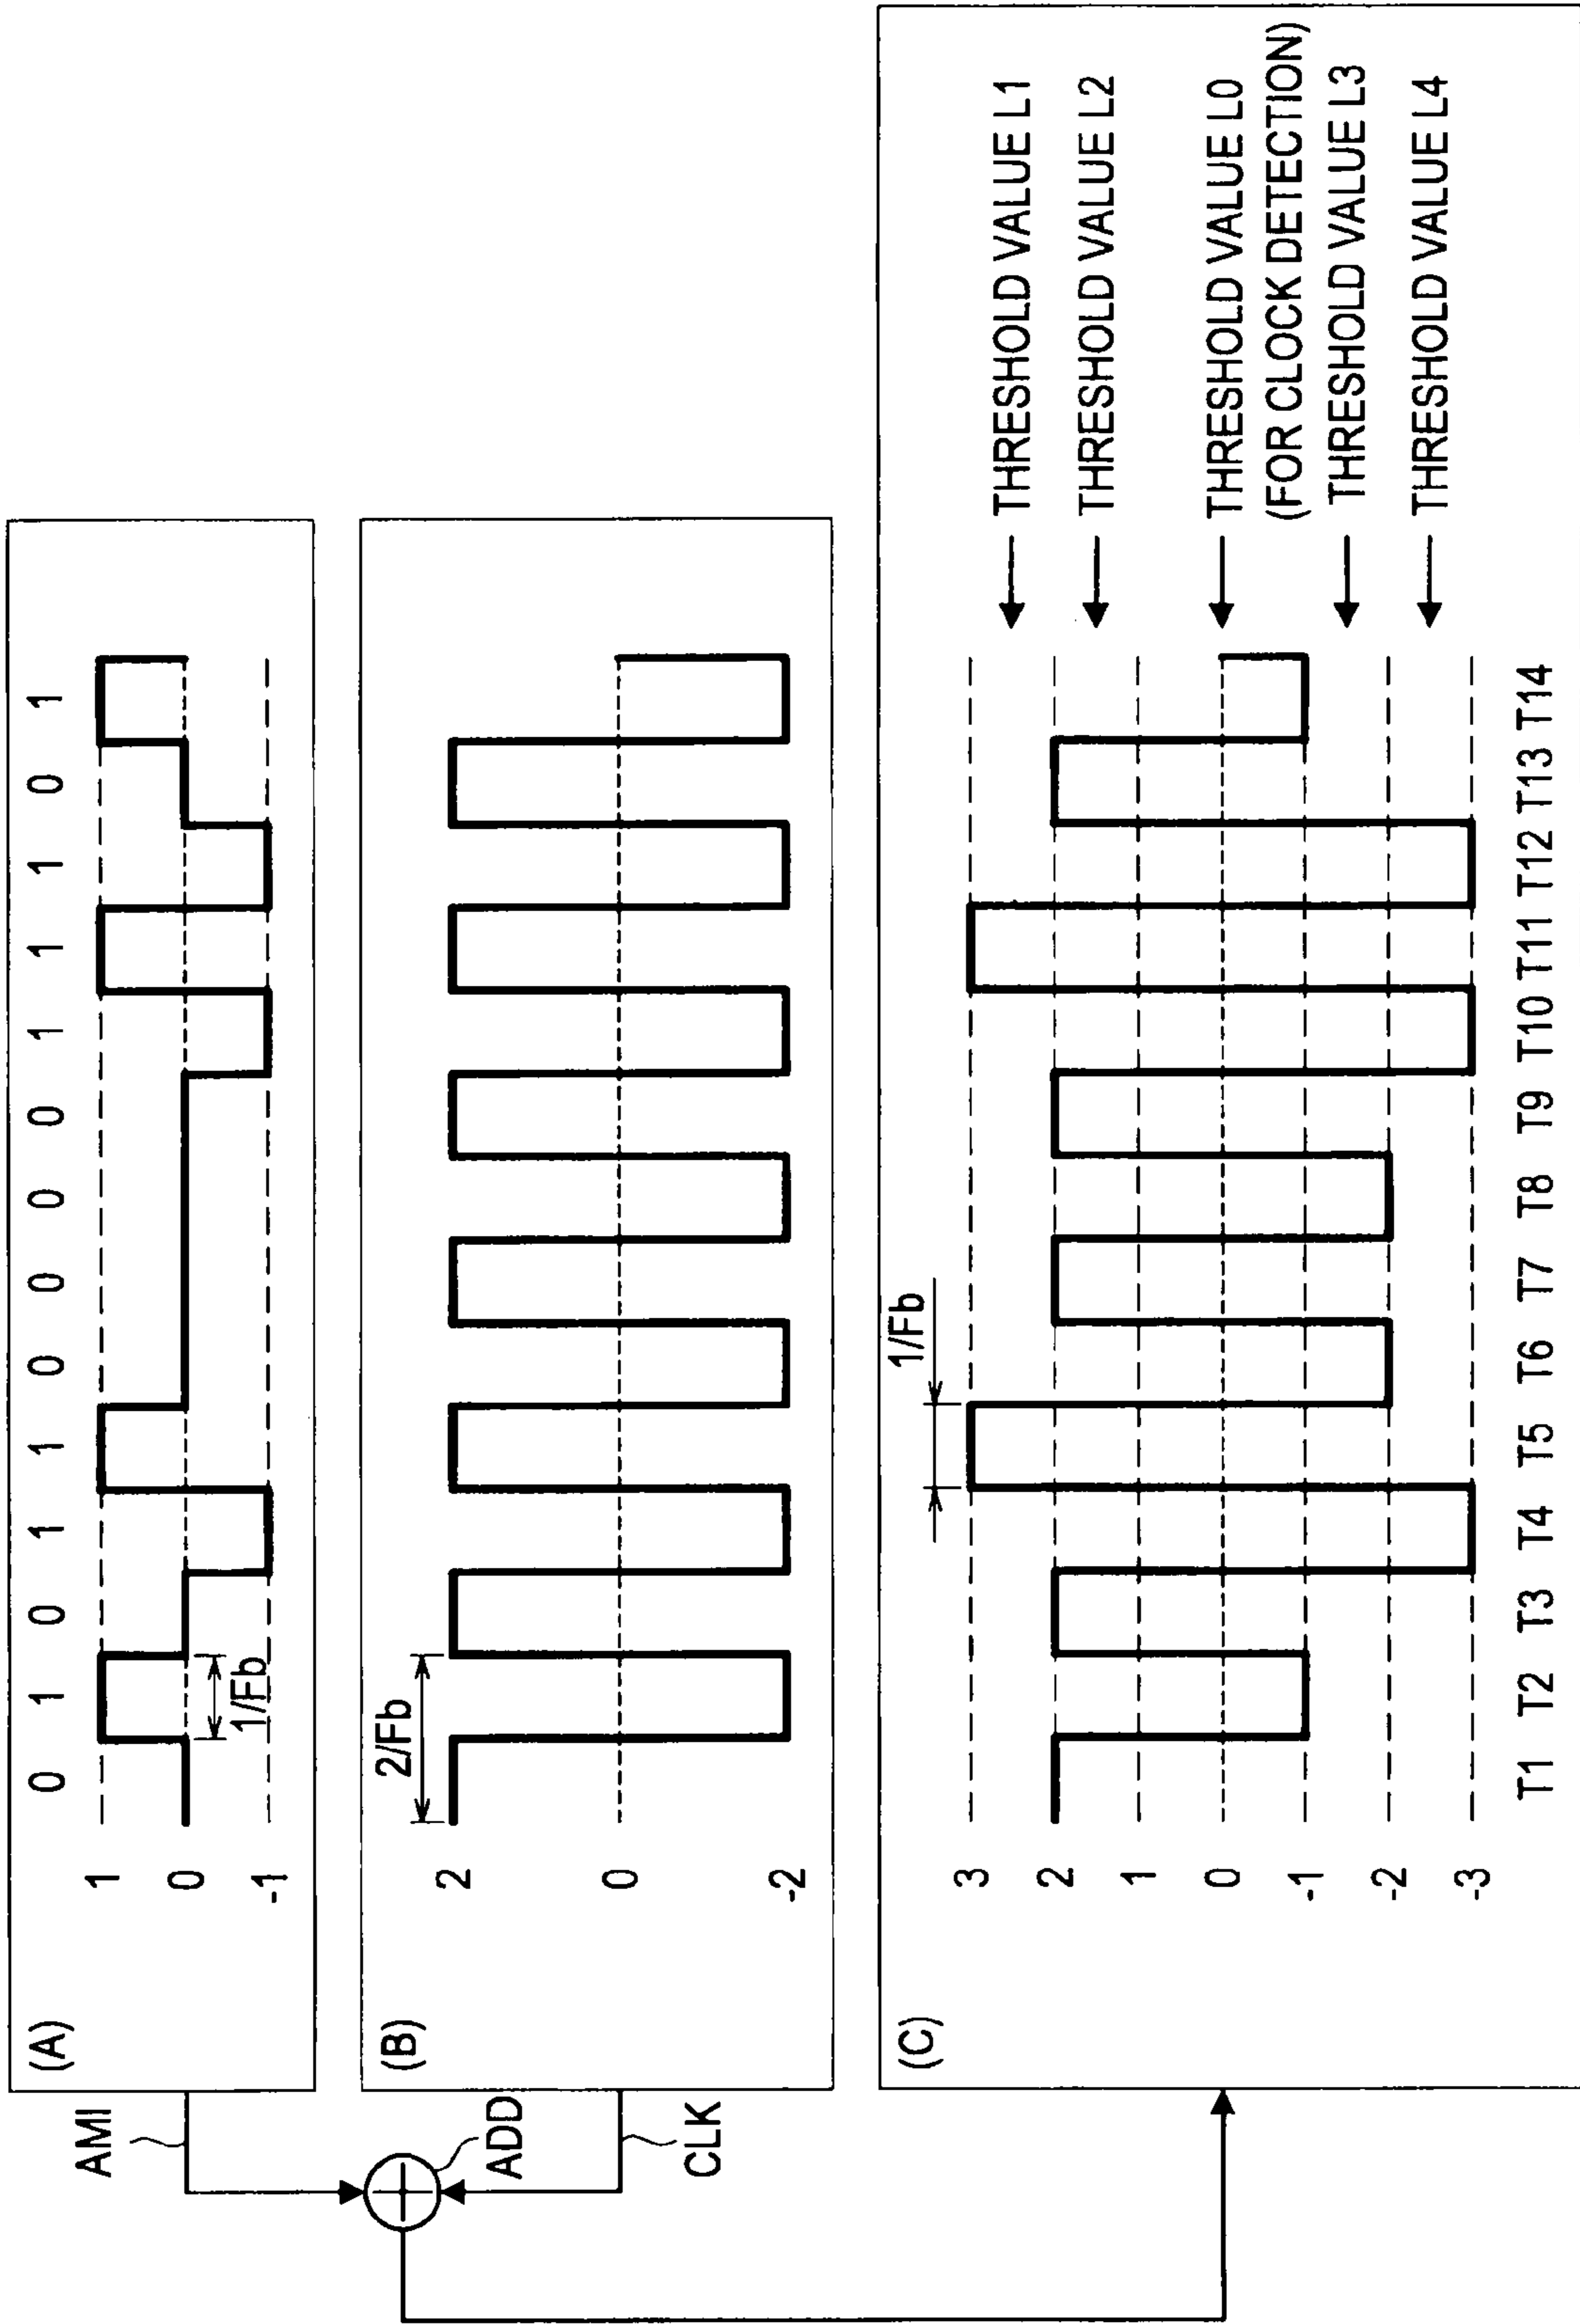 AMI
ADD
CLK
(A)
0 1 0 1 1 0 0 0 0 1 1 1 0 1
1
0
-1
1/Fb
(B)
2/Fb
2
0
-2
(C)
1/Fb
3
2
1
0
-1
-2
-3
THRESHOLD VALUE L1
THRESHOLD VALUE L2
THRESHOLD VALUE L0
(FOR CLOCK DETECTION)
THRESHOLD VALUE L3
THRESHOLD VALUE L4
T1 T2 T3 T4 T5 T6 T7 T8 T9 T10 T11 T12 T13 T14